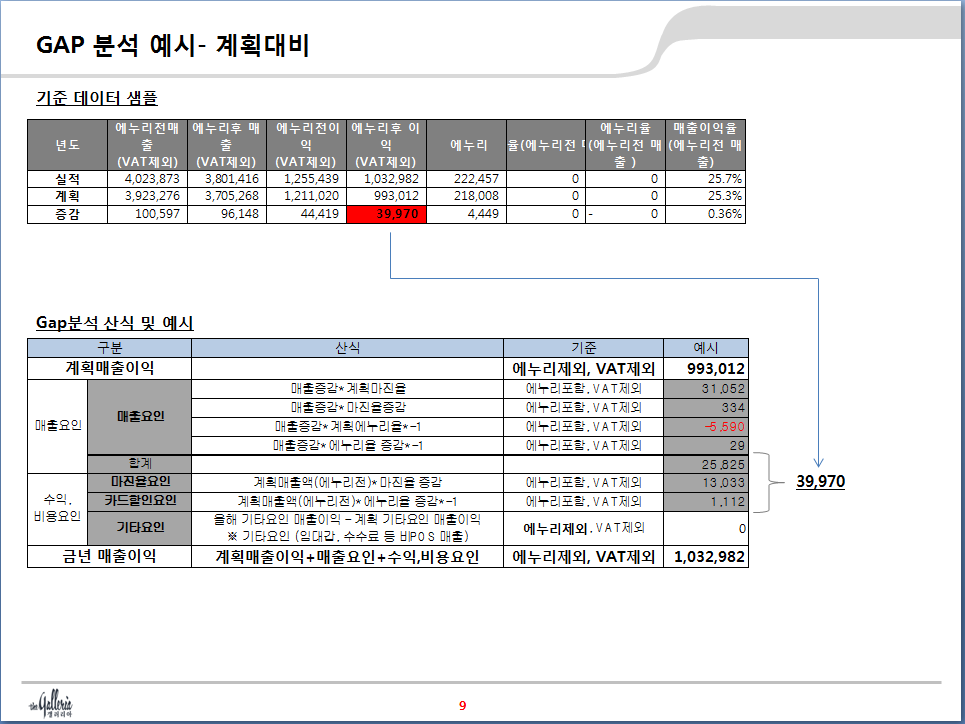 GAP 분석 예시- 계획대비
기준 데이터 샘플
년도 에누리전매출 (VAT제외) 에누리후 매출 (VAT제외) 에누리전이익 (VAT제외) 에누리후 이익 (VAT제외) 에누리 율(에누리전 에누리율 (에누리전 매출 ) 매출이익율 (에누리전 매출)
실적 4,023,873 3,801,416 1,255,439 1,032,982 222,457 0 0 25.7%
계획 3,923,276 3,705,268 1,211,020 993,012 218,008 0 0 25.3%
증감 100,597 96,148 44,419 39,970 4,449 0 - 0 0.36%
Gap분석 산식 및 예시
구분 산식 기준 예시
계획매출이익 에누리제외, VAT제외 993,012
매출요인 매출요인 매출증감*계획마진율 에누리포함, VAT제외 31,052
매출증감*마진율증감 에누리포함, VAT제외 334
매출증감*계획에누리율*-1 에누리포함, VAT제외 -5,590
매출증감*에누리율 증감*-1 에누리포함, VAT제외 29
합계 25,825
수익, 비용요인 마진율요인 계획매출액(에누리전)*마진율 증감 에누리포함, VAT제외 13,033
카드할인요인 계획매출액(에누리전)*에누리율 증감*-1 에누리포함, VAT제외 1,112
기타요인 올해 기타요인 매출이익 - 계획 기타요인 매출이익
※ 기타요인 (임대갑, 수수료 등 비POS 매출) 에누리제외, VAT제외 0
금년 매출이익 계획매출이익+매출요인+수익,비용요인 에누리제외, VAT제외 1,032,982
39,970
the Galleria
갤러리아
9